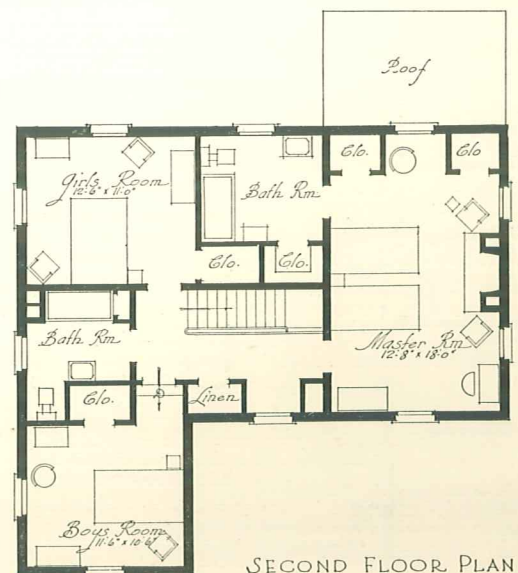 Roof
Clo.
Clo
Girls Room
12'-6" x 11'-0"
Bath Rm
Clo.
Clo.
Bath Rm
Master Rm
12'-8" x 18'-0"
Clo.
Linen
Boys Room
11'-6" x 10'-6"
SECOND FLOOR PLAN